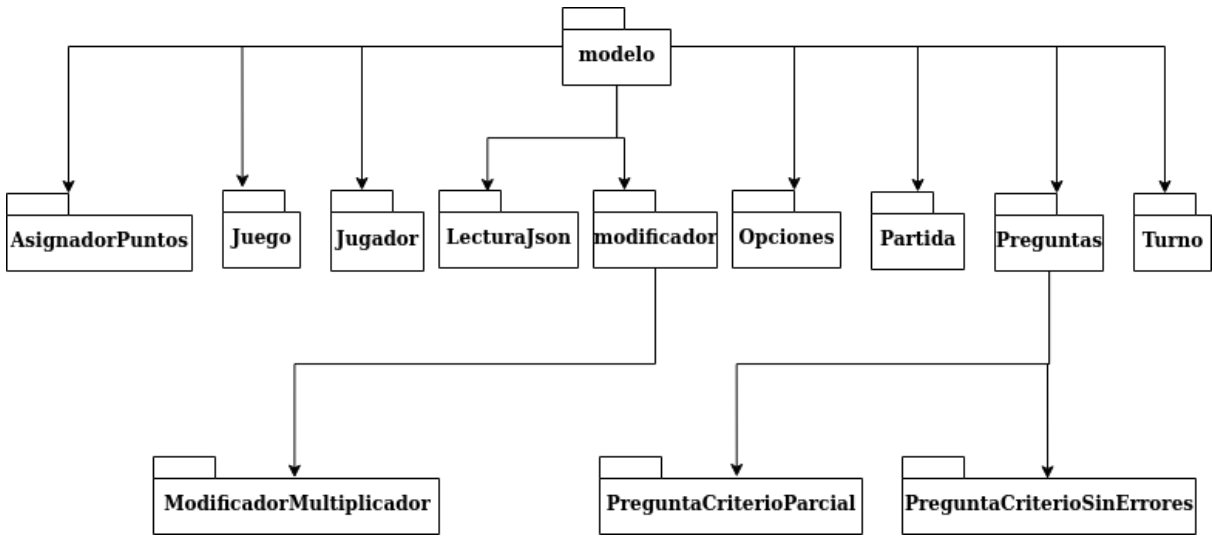 modelo
AsignadorPuntos
Juego
Jugador
LecturaJson
modificador
Opciones
Partida
Preguntas
Turno
ModificadorMultiplicador
PreguntaCriterioParcial
PreguntaCriterioSinErrores